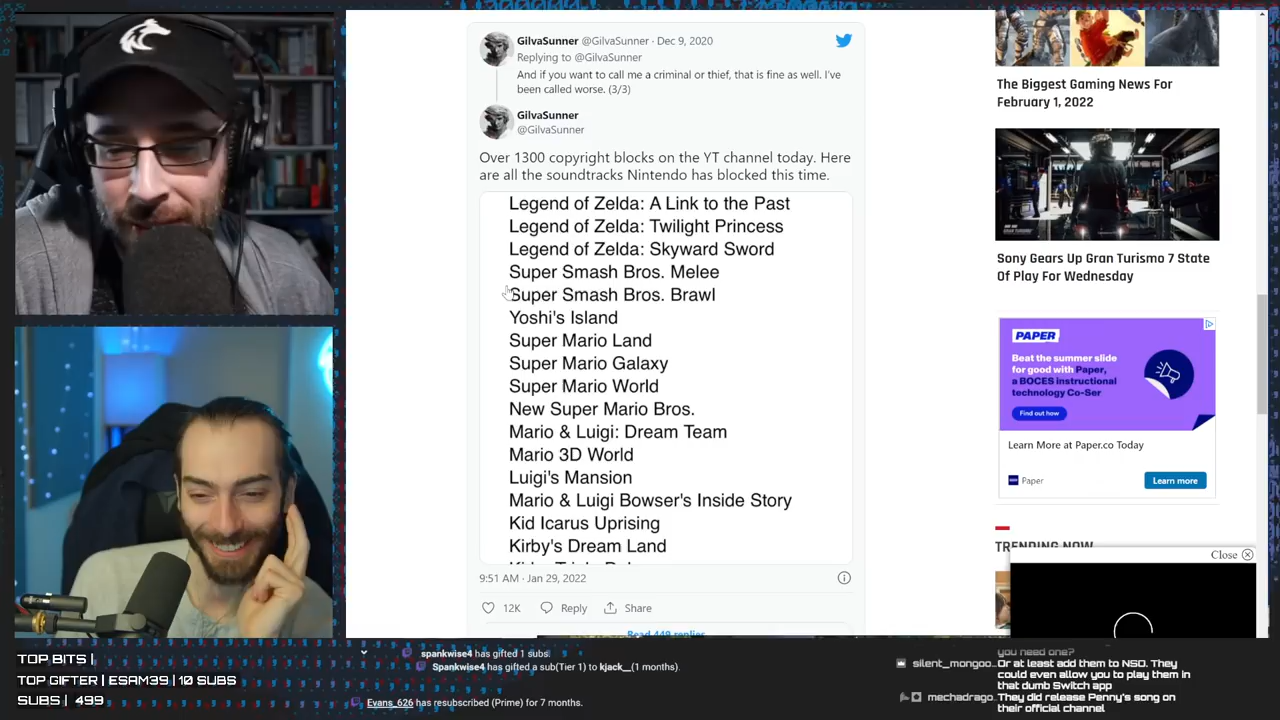 GilvaSunner @GilvaSunner · Dec 9, 2020
Replying to @GilvaSunner
And if you want to call me a criminal or thief, that is fine as well. I've
been called worse. (3/3)
GilvaSunner
@GilvaSunner
Over 1300 copyright blocks on the YT channel today. Here
are all the soundtracks Nintendo has blocked this time.
Legend of Zelda: A Link to the Past
Legend of Zelda: Twilight Princess
Legend of Zelda: Skyward Sword
Super Smash Bros. Melee
Super Smash Bros. Brawl
Yoshi's Island
Super Mario Land
Super Mario Galaxy
Super Mario World
New Super Mario Bros.
Mario & Luigi: Dream Team
Mario 3D World
Luigi's Mansion
Mario & Luigi Bowser's Inside Story
Kid Icarus Uprising
Kirby's Dream Land
9:51 AM · Jan 29, 2022
12K Reply Share
Read 449 replies
The Biggest Gaming News For
February 1, 2022
Sony Gears Up Gran Turismo 7 State
Of Play For Wednesday
PAPER
Beat the summer slide
for good with Paper,
a BOCES instructional
technology Co-Ser
Find out how
Learn More at Paper.co Today
Paper
Learn more
TRENDING NOW
Close
TOP BITS |
TOP GIFTER | ESAM39 | 10 SUBS
SUBS | 499
spankwise4 has gifted 1 subs.
Spankwise4 has gifted a sub(Tier 1) to kjack__(1 months).
Evans_626 has resubscribed (Prime) for 7 months.
you need one?
silent_mongoo... Or at least add them to NSO. They
could even allow you to play them in
that dumb Switch app
mechadrago... They did release Penny's song on
their official channel